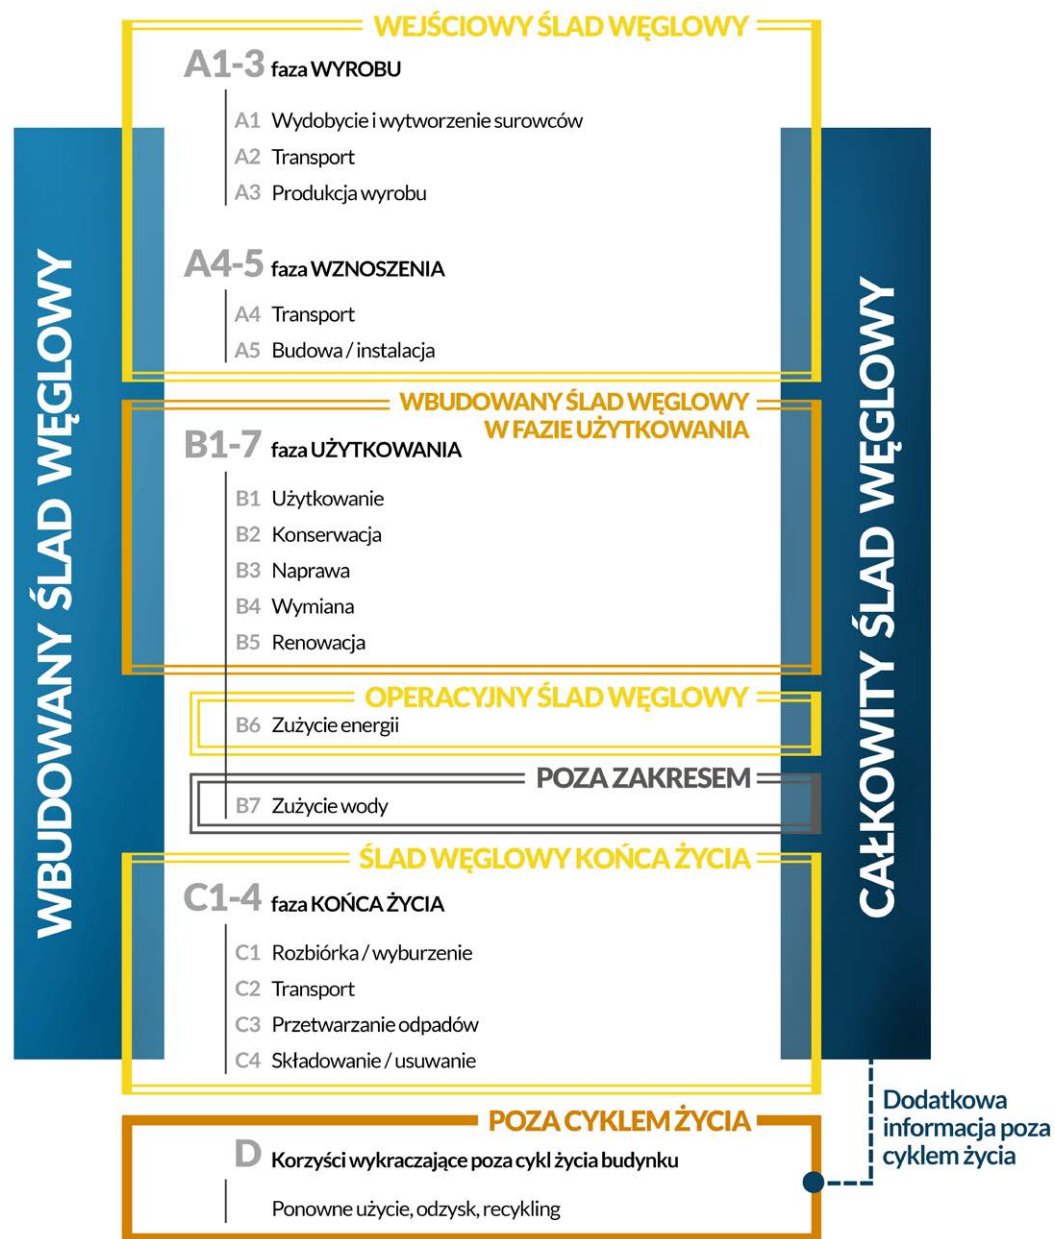 WEJŚCIOWY ŚLAD WĘGLOWY
A1-3 faza WYROBU
A1 Wydobycie i wytworzenie surowców
A2 Transport
A3 Produkcja wyrobu
A4-5 faza WZNOSZENIA
A4 Transport
A5 Budowa / instalacja
WBUDOWANY ŚLAD WĘGLOWY
W FAZIE UŻYTKOWANIA
B1-7 faza UŻYTKOWANIA
B1 Użytkowanie
B2 Konserwacja
B3 Naprawa
B4 Wymiana
B5 Renowacja
OPERACYJNY ŚLAD WĘGLOWY
B6 Zużycie energii
POZA ZAKRESEM
B7 Zużycie wody
ŚLAD WĘGLOWY KOŃCA ŻYCIA
C1-4 faza KOŃCA ŻYCIA
C1 Rozbiórka / wyburzenie
C2 Transport
C3 Przetwarzanie odpadów
C4 Składowanie / usuwanie
POZA CYKLEM ŻYCIA
D Korzyści wykraczające poza cykl życia budynku
Ponowne użycie, odzysk, recykling
WBUDOWANY ŚLAD WĘGLOWY
CAŁKOWITY ŚLAD WĘGLOWY
Dodatkowa
informacja poza
cyklem życia